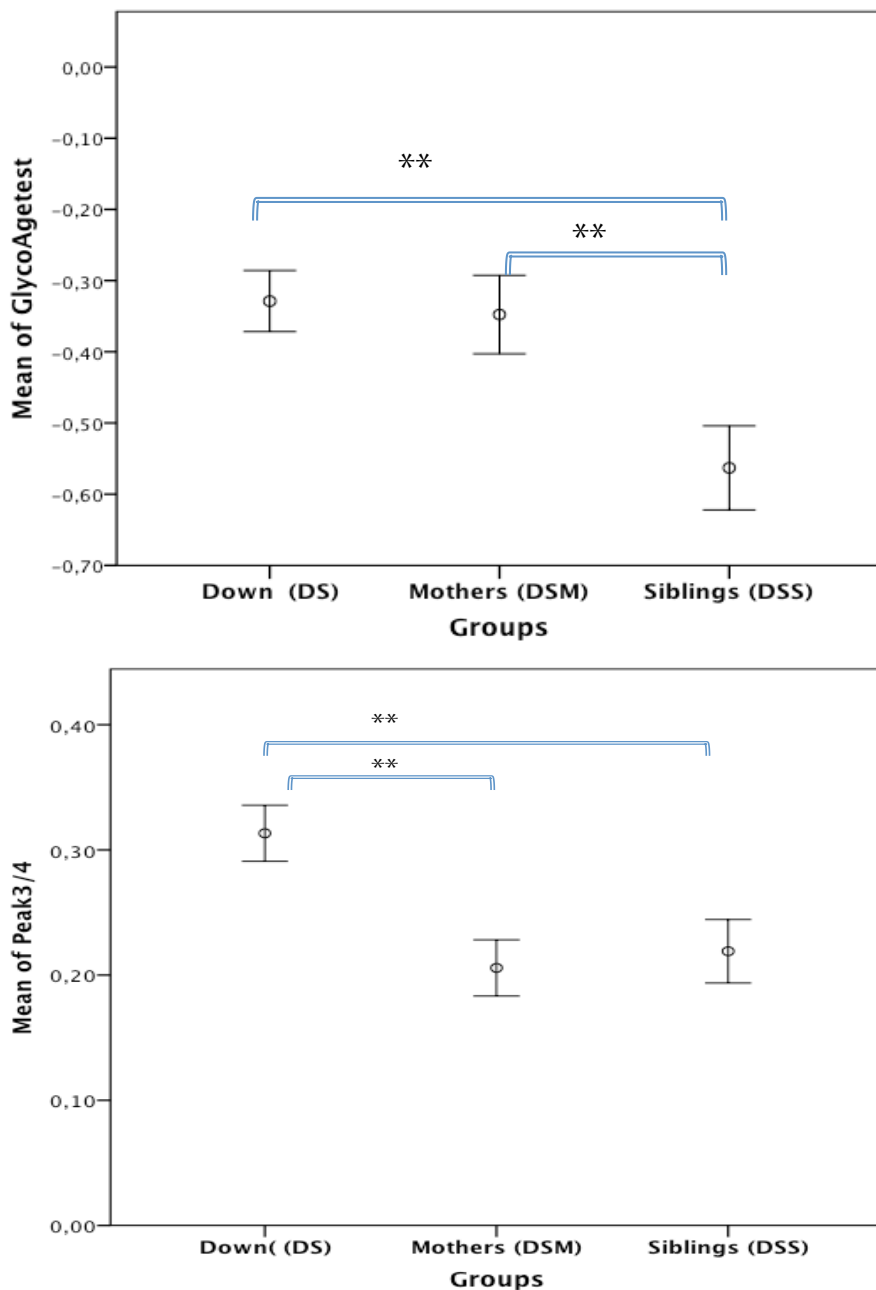 0,00
-0,10
**
-0,20
**
-0,30
-0,40
-0,50
-0,60
-0,70
Mean of GlycoAgetest
Down (DS) Mothers (DSM) Siblings (DSS)
Groups
0,40
**
**
0,30
0,20
0,10
0,00
Mean of Peak3/4
Down( (DS) Mothers (DSM) Siblings (DSS)
Groups